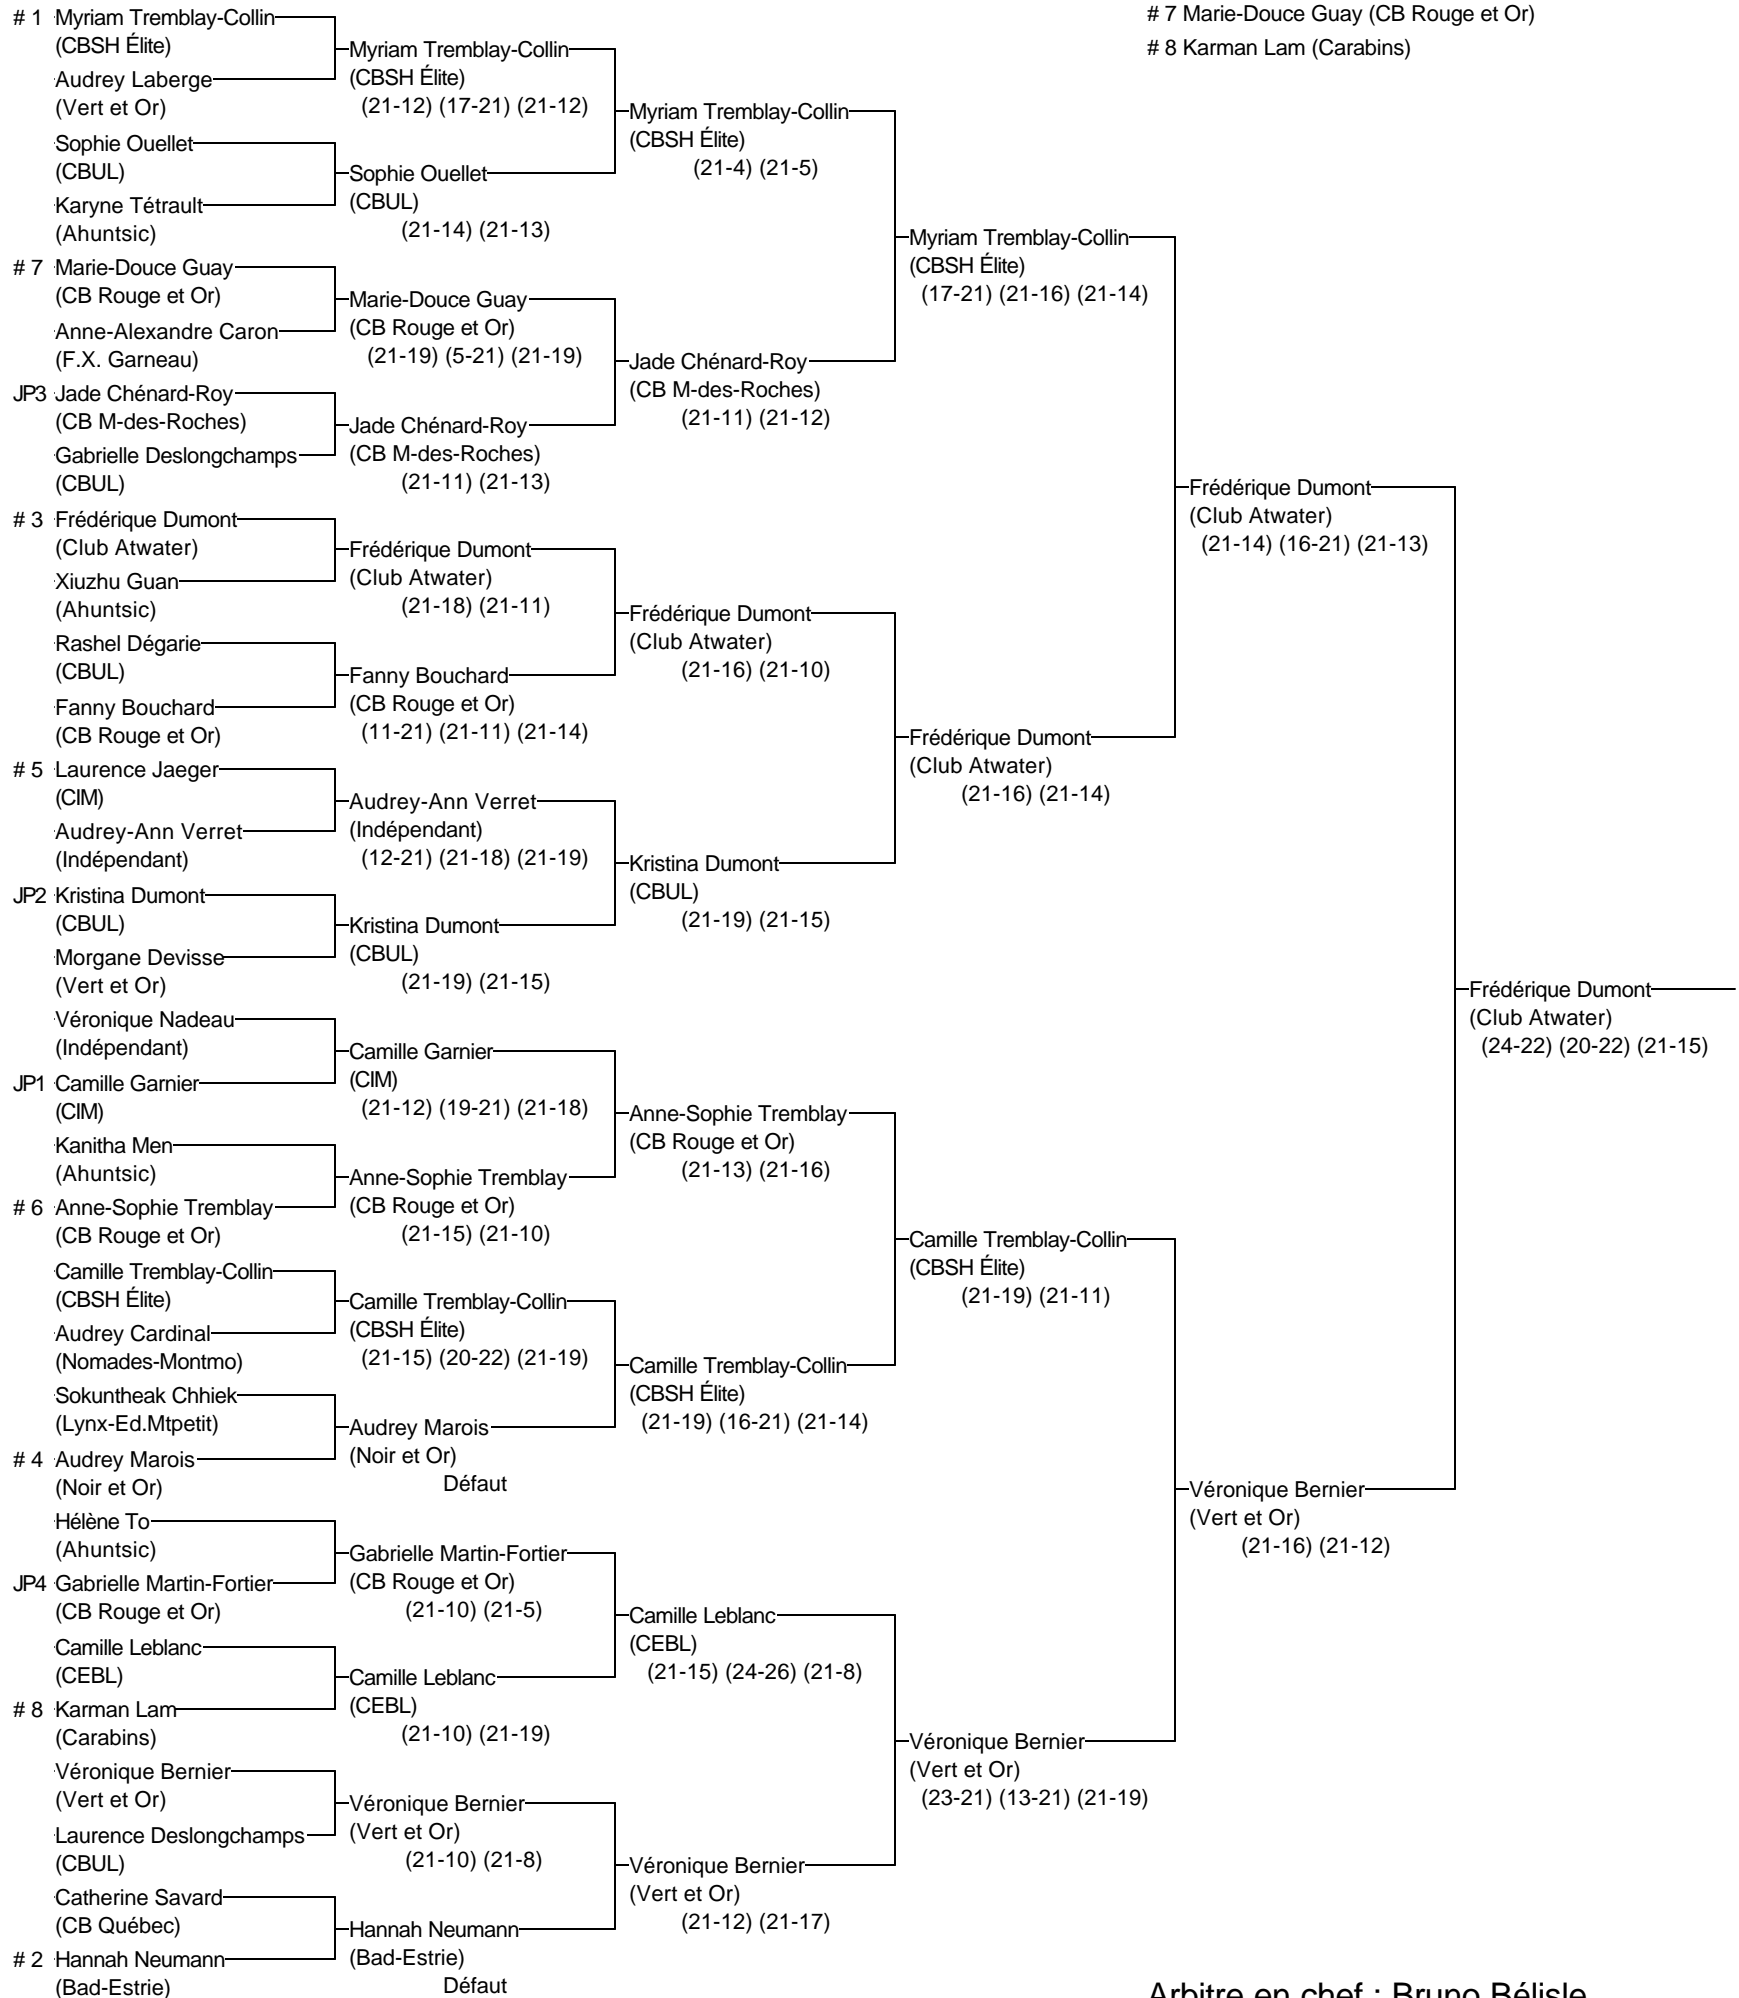 # 1 Myriam Tremblay-Collin
(CBSH Élite)
Audrey Laberge
(Vert et Or)
Sophie Ouellet
(CBUL)
Karyne Tétrault
(Ahuntsic)
# 7 Marie-Douce Guay
(CB Rouge et Or)
Anne-Alexandre Caron
(F.X. Garneau)
JP3 Jade Chénard-Roy
(CB M-des-Roches)
Gabrielle Deslongchamps
(CBUL)
# 3 Frédérique Dumont
(Club Atwater)
Xiuzhu Guan
(Ahuntsic)
Rashel Dégarie
(CBUL)
Fanny Bouchard
(CB Rouge et Or)
# 5 Laurence Jaeger
(CIM)
Audrey-Ann Verret
(Indépendant)
JP2 Kristina Dumont
(CBUL)
Morgane Devisse
(Vert et Or)
Véronique Nadeau
(Indépendant)
JP1 Camille Garnier
(CIM)
Kanitha Men
(Ahuntsic)
# 6 Anne-Sophie Tremblay
(CB Rouge et Or)
Camille Tremblay-Collin
(CBSH Élite)
Audrey Cardinal
(Nomades-Montmo)
Sokuntheak Chhiek
(Lynx-Ed.Mtpetit)
# 4 Audrey Marois
(Noir et Or)
Hélène To
(Ahuntsic)
JP4 Gabrielle Martin-Fortier
(CB Rouge et Or)
Camille Leblanc
(CEBL)
# 8 Karman Lam
(Carabins)
Véronique Bernier
(Vert et Or)
Laurence Deslongchamps
(CBUL)
Catherine Savard
(CB Québec)
# 2 Hannah Neumann
(Bad-Estrie)
Myriam Tremblay-Collin
(CBSH Élite)
(21-12) (17-21) (21-12)
Sophie Ouellet
(CBUL)
(21-14) (21-13)
Marie-Douce Guay
(CB Rouge et Or)
(21-19) (5-21) (21-19)
Jade Chénard-Roy
(CB M-des-Roches)
(21-11) (21-13)
Frédérique Dumont
(Club Atwater)
(21-18) (21-11)
Fanny Bouchard
(CB Rouge et Or)
(11-21) (21-11) (21-14)
Audrey-Ann Verret
(Indépendant)
(12-21) (21-18) (21-19)
Kristina Dumont
(CBUL)
(21-19) (21-15)
Camille Garnier
(CIM)
(21-12) (19-21) (21-18)
Anne-Sophie Tremblay
(CB Rouge et Or)
(21-15) (21-10)
Camille Tremblay-Collin
(CBSH Élite)
(21-15) (20-22) (21-19)
Audrey Marois
(Noir et Or)
Défaut
Gabrielle Martin-Fortier
(CB Rouge et Or)
(21-10) (21-5)
Camille Leblanc
(CEBL)
(21-10) (21-19)
Véronique Bernier
(Vert et Or)
(21-10) (21-8)
Hannah Neumann
(Bad-Estrie)
Défaut
Myriam Tremblay-Collin
(CBSH Élite)
(21-4) (21-5)
Jade Chénard-Roy
(CB M-des-Roches)
(21-11) (21-12)
Frédérique Dumont
(Club Atwater)
(21-16) (21-10)
Kristina Dumont
(CBUL)
(21-19) (21-15)
Anne-Sophie Tremblay
(CB Rouge et Or)
(21-13) (21-16)
Camille Tremblay-Collin
(CBSH Élite)
(21-19) (16-21) (21-14)
Camille Leblanc
(CEBL)
(21-15) (24-26) (21-8)
Véronique Bernier
(Vert et Or)
(21-12) (21-17)
Myriam Tremblay-Collin
(CBSH Élite)
(17-21) (21-16) (21-14)
Frédérique Dumont
(Club Atwater)
(21-16) (21-14)
Camille Tremblay-Collin
(CBSH Élite)
(21-19) (21-11)
Véronique Bernier
(Vert et Or)
(23-21) (13-21) (21-19)
# 7 Marie-Douce Guay (CB Rouge et Or)
# 8 Karman Lam (Carabins)
Frédérique Dumont
(Club Atwater)
(21-14) (16-21) (21-13)
Véronique Bernier
(Vert et Or)
(21-16) (21-12)
Frédérique Dumont
(Club Atwater)
(24-22) (20-22) (21-15)
Arbitre en chef : Bruno Bélisle